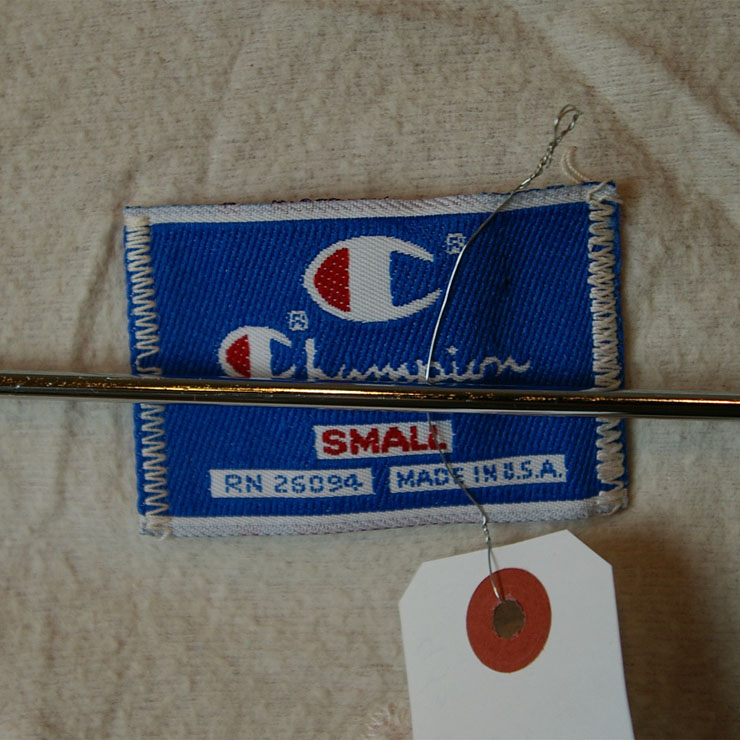 Champion
SMALL
RN 26094 MADE IN U.S.A.